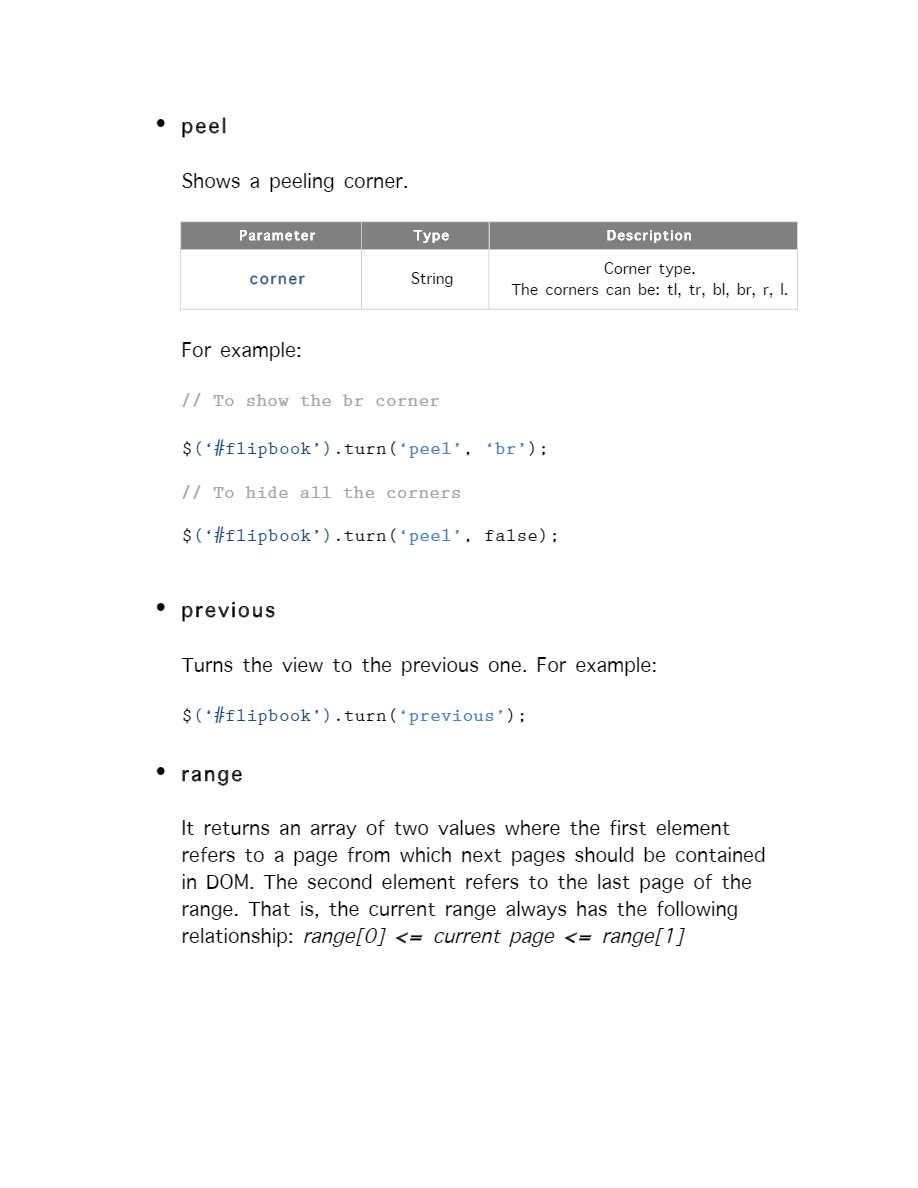 • peel
Shows a peeling corner.
Parameter Type Description
corner String Corner type.
The corners can be: tl, tr, bl, br, r, l.
For example:
// To show the br corner
$(‘#flipbook’).turn(‘peel’, ‘br’);
// To hide all the corners
$(‘#flipbook’).turn(‘peel’, false);
• previous
Turns the view to the previous one. For example:
$(‘#flipbook’).turn(‘previous’);
• range
It returns an array of two values where the first element
refers to a page from which next pages should be contained
in DOM. The second element refers to the last page of the
range. That is, the current range always has the following
relationship: range[0] <= current page <= range[1]